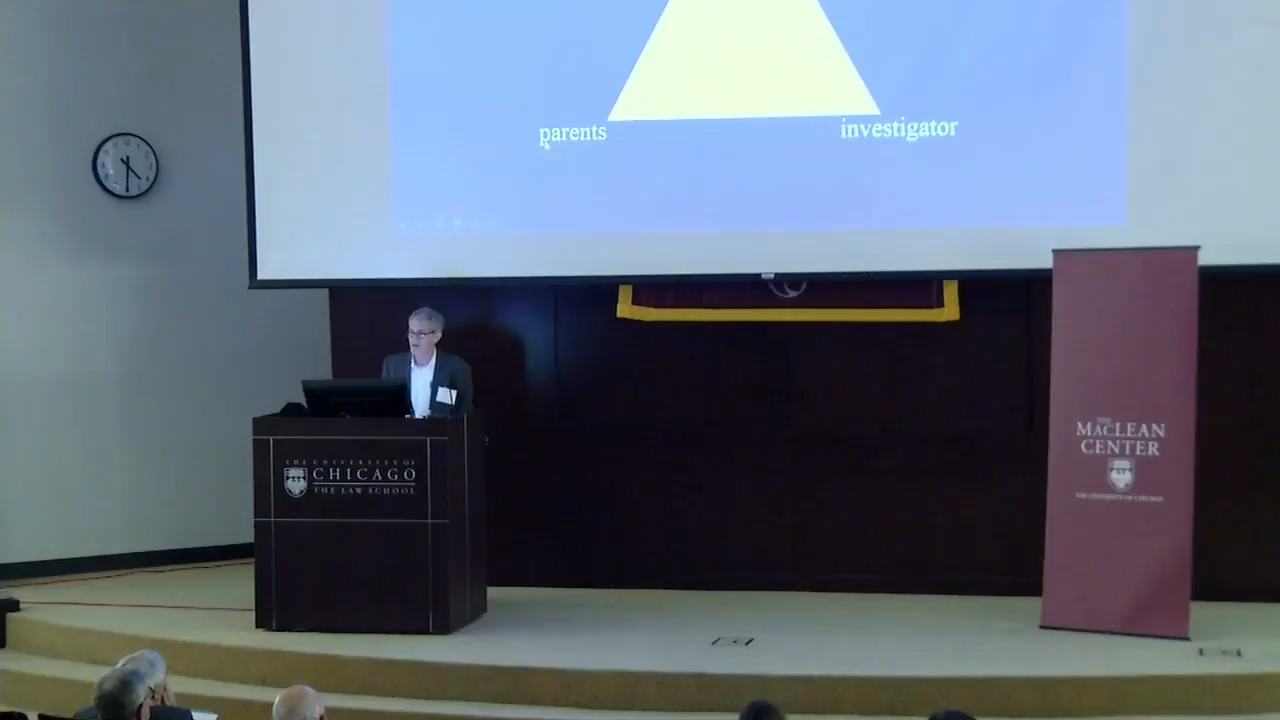 parents
investigator
THE UNIVERSITY OF
CHICAGO
THE LAW SCHOOL
THE
MACLEAN
CENTER
THE UNIVERSITY OF CHICAGO